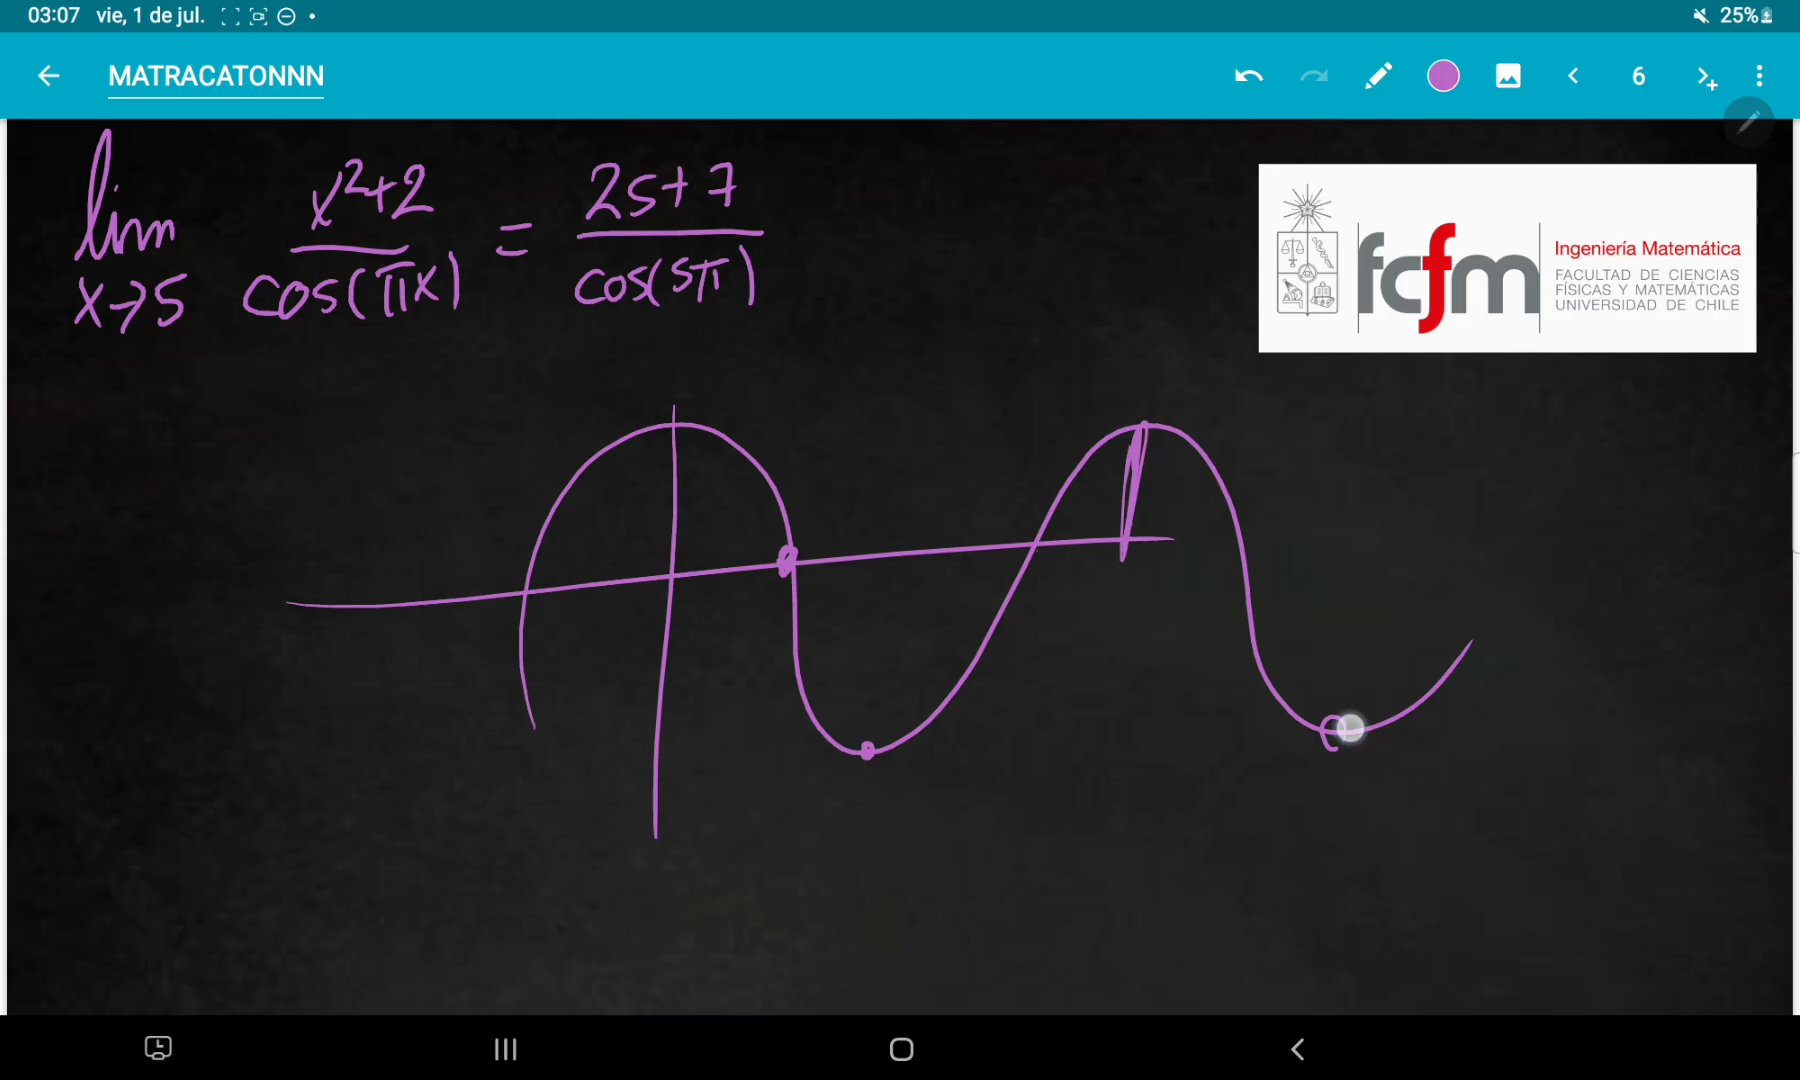 03:07 vie, 1 de jul.
25%
MATRACATONNN
6
lim x→5 x²+2 / cos(πx) = 25+7 / cos(5π)
fcfm
Ingeniería Matemática
FACULTAD DE CIENCIAS
FÍSICAS Y MATEMÁTICAS
UNIVERSIDAD DE CHILE